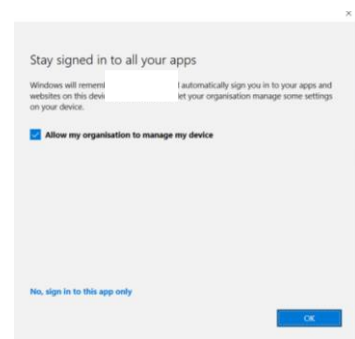 Stay signed in to all your apps
Windows will rememb automatically sign you in to your apps and
websites on this devic let your organisation manage some settings
on your device.
Allow my organisation to manage my device
No, sign in to this app only
OK